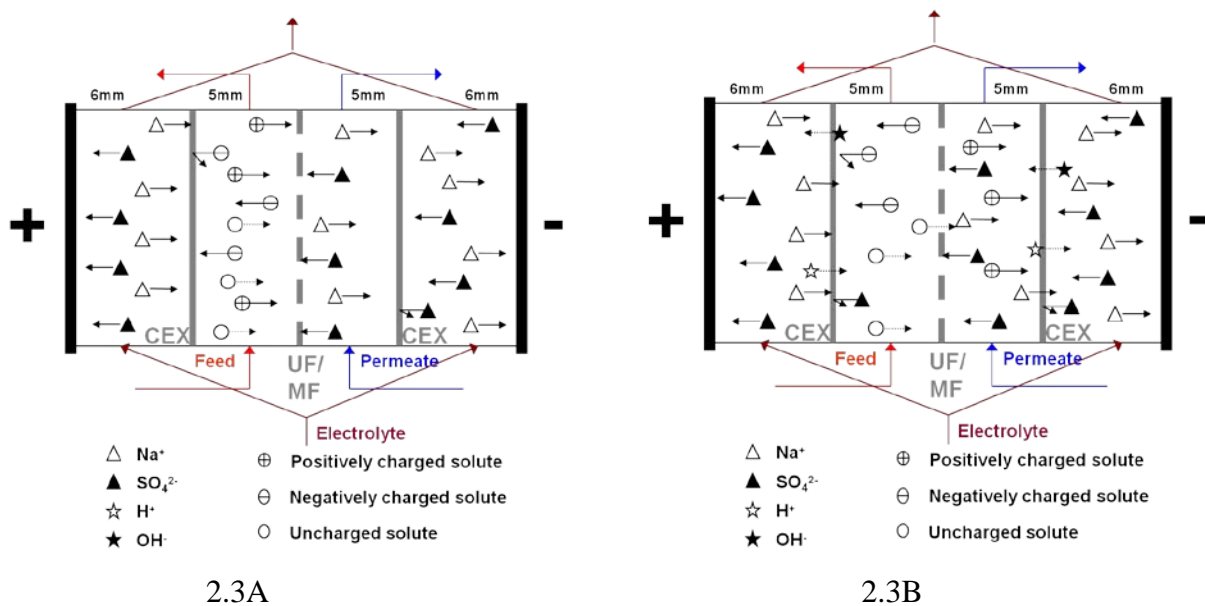 6mm 5mm 5mm 6mm
+ -
CEX CEX
Feed UF/ MF Permeate
Electrolyte
Na⁺
SO₄²⁻
H⁺
OH⁻
Positively charged solute
Negatively charged solute
Uncharged solute
2.3A
6mm 5mm 5mm 6mm
+ -
CEX CEX
Feed UF/ MF Permeate
Electrolyte
Na⁺
SO₄²⁻
H⁺
OH⁻
Positively charged solute
Negatively charged solute
Uncharged solute
2.3B